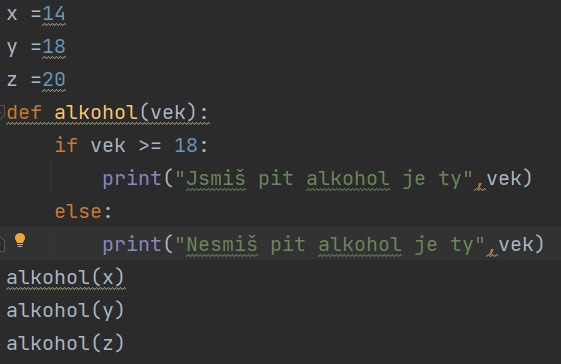 x =14
y =18
z =20
def alkohol(vek):
    if vek >= 18:
        print("Jsmiš pit alkohol je ty",vek)
    else:
        print("Nesmiš pit alkohol je ty",vek)
alkohol(x)
alkohol(y)
alkohol(z)